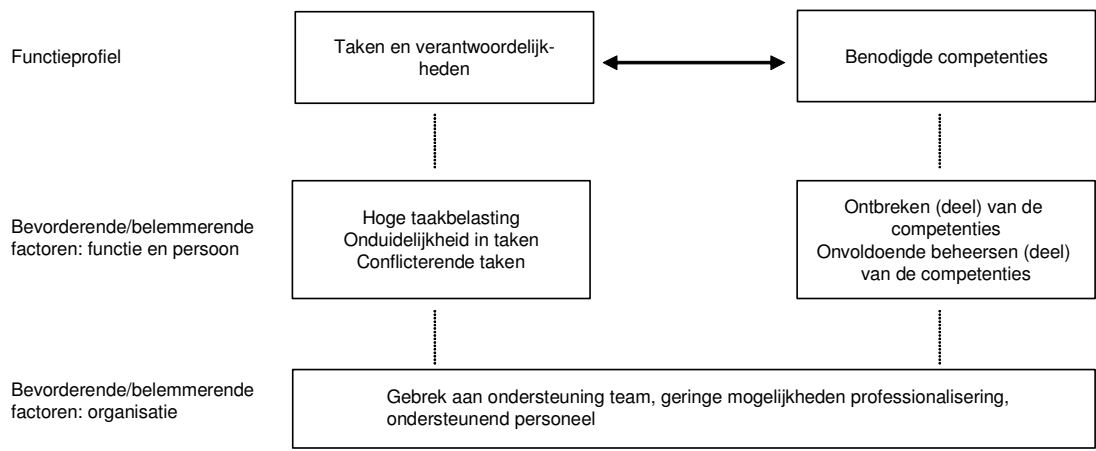 Functieprofiel
Taken en verantwoordelijk-
heden
Benodigde competenties
Bevorderende/belemmerende
factoren: functie en persoon
Hoge taakbelasting
Onduidelijkheid in taken
Conflicterende taken
Ontbreken (deel) van de
competenties
Onvoldoende beheersen (deel)
van de competenties
Bevorderende/belemmerende
factoren: organisatie
Gebrek aan ondersteuning team, geringe mogelijkheden professionalisering,
ondersteunend personeel